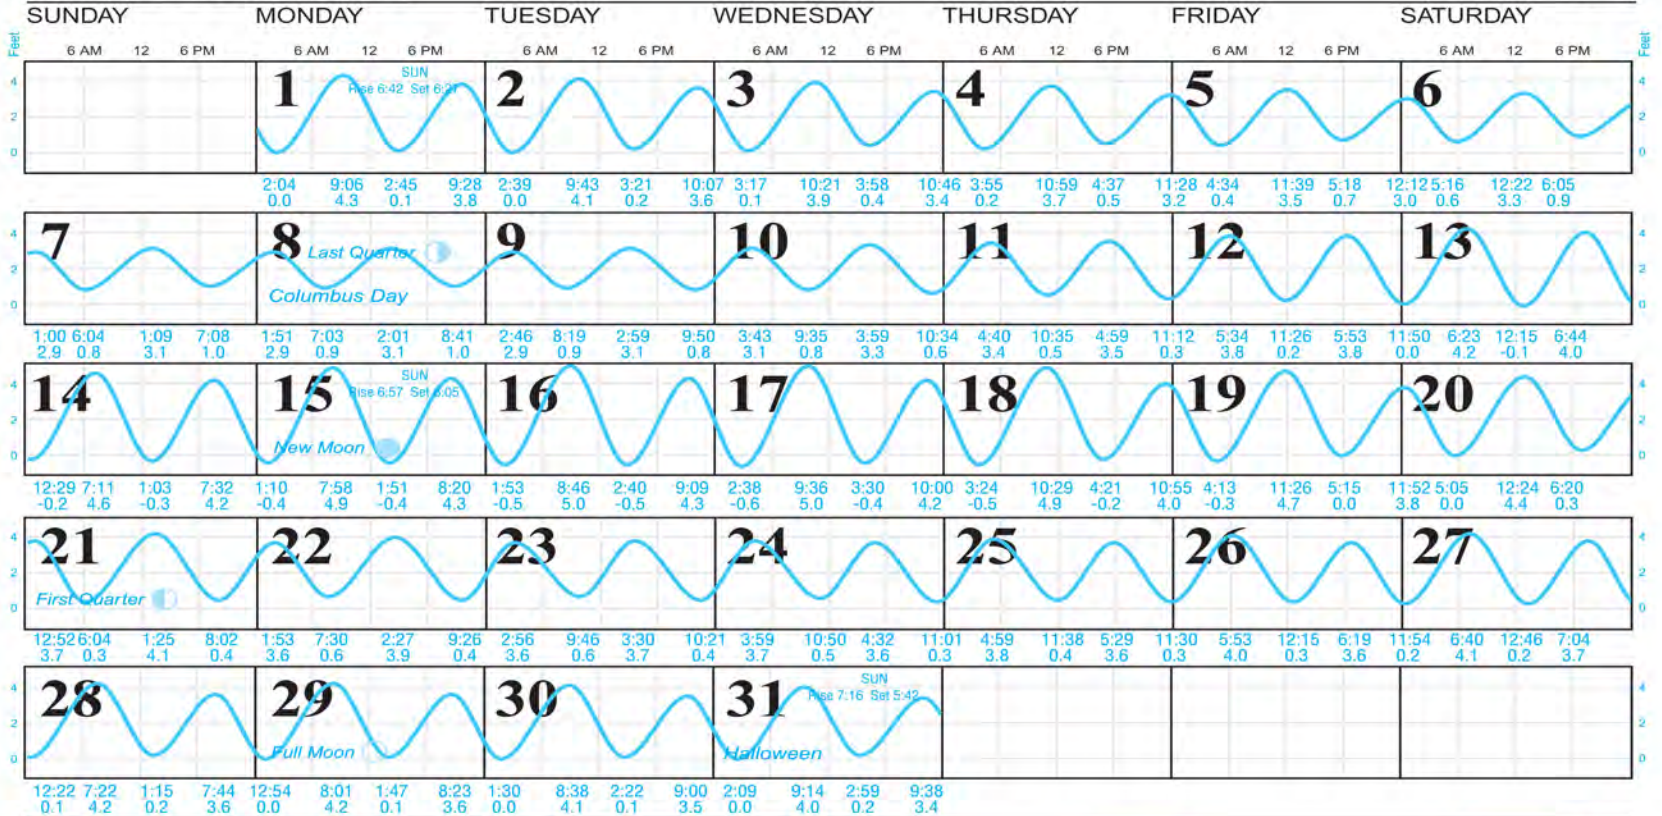 SUNDAY MONDAY TUESDAY WEDNESDAY THURSDAY FRIDAY SATURDAY
Feet 6 AM 12 6 PM 6 AM 12 6 PM 6 AM 12 6 PM 6 AM 12 6 PM 6 AM 12 6 PM 6 AM 12 6 PM 6 AM 12 6 PM Feet
SUN
Rise 6:42 Set 6:21
4 1 2 3 4 5 6 4
2 2
0 0
2:04 9:06 2:45 9:28 2:39 9:43 3:21 10:07 3:17 10:21 3:58 10:46 3:55 10:59 4:37 11:28 4:34 11:39 5:18 12:12 5:16 12:22 6:05
0.0 4.3 0.1 3.8 0.0 4.1 0.2 3.6 0.1 3.9 0.4 3.4 0.2 3.7 0.5 3.2 0.4 3.5 0.7 3.0 0.6 3.3 0.9
4 7 8 Last Quarter 9 10 11 12 13 4
2 2
Columbus Day
0 0
1:00 6:04 1:09 7:08 1:51 7:03 2:01 8:41 2:46 8:19 2:59 9:50 3:43 9:35 3:59 10:34 4:40 10:35 4:59 11:12 5:34 11:26 5:53 11:50 6:23 12:15 6:44
2.9 0.8 3.1 1.0 2.9 0.9 3.1 1.0 2.9 0.9 3.1 0.8 3.1 0.8 3.3 0.6 3.4 0.5 3.5 0.3 3.8 0.2 3.8 0.0 4.2 -0.1 4.0
SUN
Rise 6:57 Set 6:05
4 14 15 16 17 18 19 20 4
2 2
New Moon
0 0
12:29 7:11 1:03 7:32 1:10 7:58 1:51 8:20 1:53 8:46 2:40 9:09 2:38 9:36 3:30 10:00 3:24 10:29 4:21 10:55 4:13 11:26 5:15 11:52 5:05 12:24 6:20
-0.2 4.6 -0.3 4.2 -0.4 4.9 -0.4 4.3 -0.5 5.0 -0.5 4.3 -0.6 5.0 -0.4 4.2 -0.5 4.9 -0.2 4.0 -0.3 4.7 0.0 3.8 0.0 4.4 0.3
4 21 22 23 24 25 26 27 4
2 2
First Quarter
0 0
12:52 6:04 1:25 8:02 1:53 7:30 2:27 9:26 2:56 9:46 3:30 10:21 3:59 10:50 4:32 11:01 4:59 11:38 5:29 11:30 5:53 12:15 6:19 11:54 6:40 12:46 7:04
3.7 0.3 4.1 0.4 3.6 0.6 3.9 0.4 3.6 0.6 3.7 0.4 3.7 0.5 3.6 0.3 3.8 0.4 3.6 0.3 4.0 0.3 3.6 0.2 4.1 0.2 3.7
SUN
Rise 7:16 Set 5:42
4 28 29 30 31 4
2 2
Full Moon Halloween
0 0
12:22 7:22 1:15 7:44 12:54 8:01 1:47 8:23 1:30 8:38 2:22 9:00 2:09 9:14 2:59 9:38
0.1 4.2 0.2 3.6 0.0 4.2 0.1 3.6 0.0 4.1 0.1 3.5 0.0 4.0 0.2 3.4